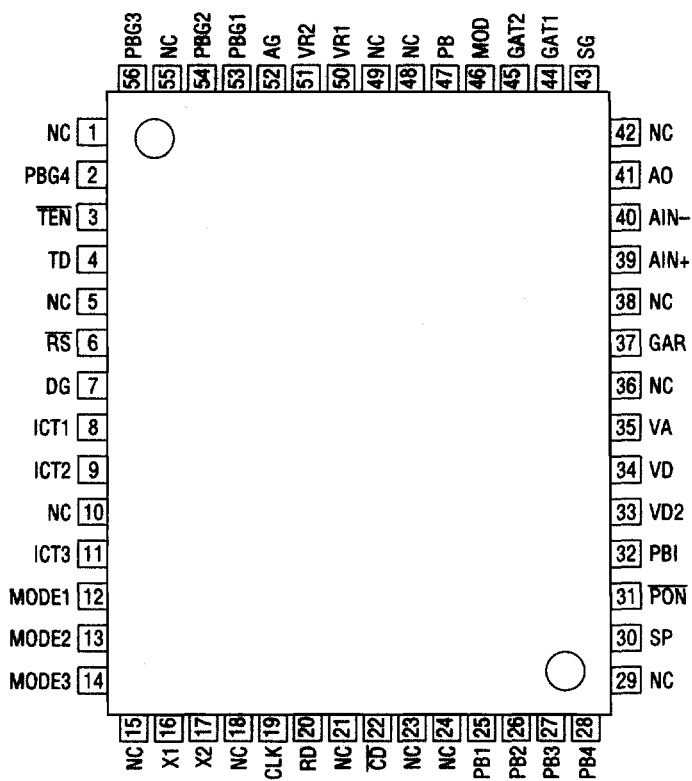 PBG3 NC PBG2 PBG1 AG VR2 VR1 NC NC PB MOD GAT2 GAT1 SG
56 55 54 53 52 51 50 49 48 47 46 45 44 43
NC 1 42 NC
PBG4 2 41 AO
T̅E̅N̅ 3 40 AIN–
TD 4 39 AIN+
NC 5 38 NC
R̅S̅ 6 37 GAR
DG 7 36 NC
ICT1 8 35 VA
ICT2 9 34 VD
NC 10 33 VD2
ICT3 11 32 PBI
MODE1 12 31 P̅O̅N̅
MODE2 13 30 SP
MODE3 14 29 NC
15 16 17 18 19 20 21 22 23 24 25 26 27 28
NC X1 X2 NC CLK RD NC C̅D̅ NC NC PB1 PB2 PB3 PB4